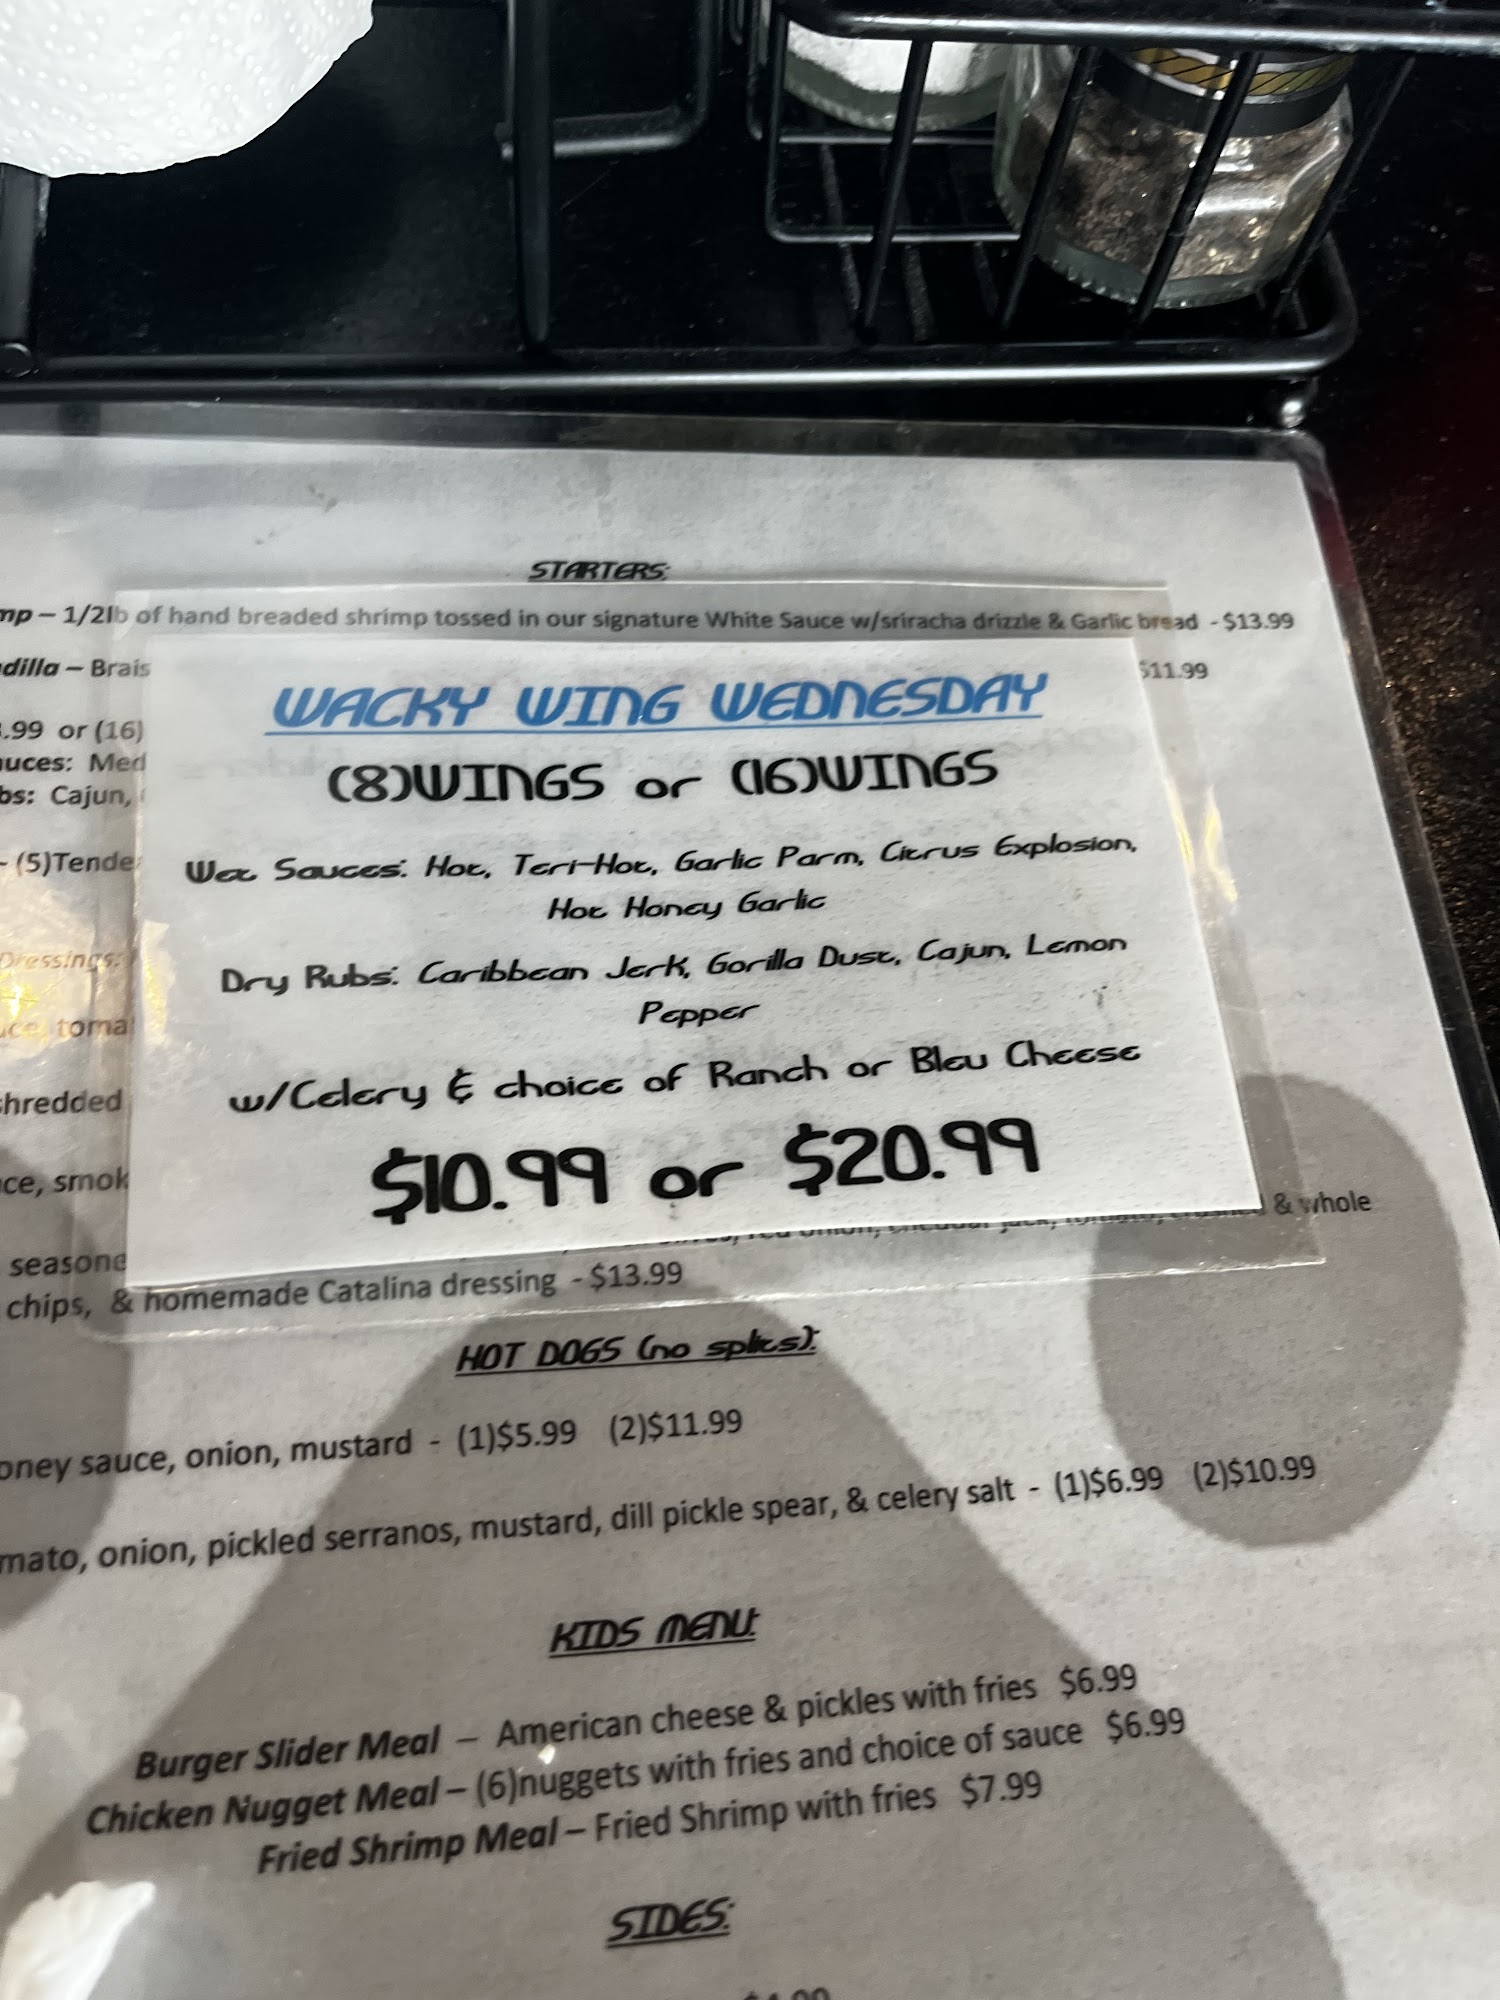 STARTERS:
mp – 1/2lb of hand breaded shrimp tossed in our signature White Sauce w/sriracha drizzle & Garlic bread - $13.99
dilla – Brais
$11.99
.99 or (16)
uces: Med
bs: Cajun,
- (5)Tende
Dressings:
uce, toma
hredded
ce, smok
WACKY WING WEDNESDAY
(8)WINGS or (16)WINGS
Wet Sauces: Hot, Teri-Hot, Garlic Parm, Citrus Explosion,
Hot Honey Garlic
Dry Rubs: Caribbean Jerk, Gorilla Dust, Cajun, Lemon
Pepper
w/Celery & choice of Ranch or Bleu Cheese
$10.99 or $20.99
seasone red onion, cheddar jack, tomato, & whole
chips, & homemade Catalina dressing - $13.99
HOT DOGS (no splits):
oney sauce, onion, mustard - (1)$5.99 (2)$11.99
mato, onion, pickled serranos, mustard, dill pickle spear, & celery salt - (1)$6.99 (2)$10.99
KIDS MENU:
Burger Slider Meal – American cheese & pickles with fries $6.99
Chicken Nugget Meal – (6)nuggets with fries and choice of sauce $6.99
Fried Shrimp Meal – Fried Shrimp with fries $7.99
SIDES: